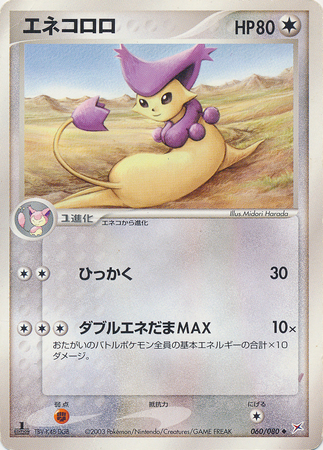 エネコロロ
HP80
Illus.Midori Harada
1進化
エネコから進化
ひっかく 30
ダブルエネだまMAX 10×
おたがいのバトルポケモン全員の基本エネルギーの合計×10
ダメージ。
弱点 抵抗力 にげる
©2003 Pokémon/Nintendo/Creatures/GAME FREAK
060/080 ◆